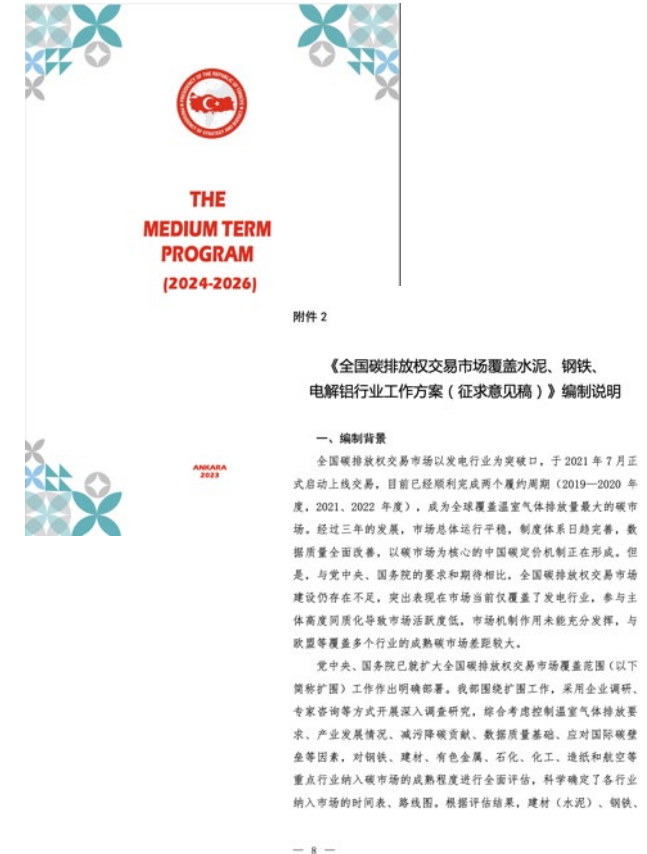 PRESIDENCY OF THE REPUBLIC OF TÜRKİYE
PRESIDENCY OF STRATEGY AND BUDGET
THE
MEDIUM TERM
PROGRAM
(2024-2026)
ANKARA
2023
附件 2
《全国碳排放权交易市场覆盖水泥、钢铁、
电解铝行业工作方案（征求意见稿）》编制说明
一、编制背景
全国碳排放权交易市场以发电行业为突破口，于 2021 年 7 月正
式启动上线交易，目前已经顺利完成两个履约周期（2019—2020 年
度，2021、2022 年度），成为全球覆盖温室气体排放量最大的碳市
场。经过三年的发展，市场总体运行平稳，制度体系日趋完善，数
据质量全面改善，以碳市场为核心的中国碳定价机制正在形成。但
是，与党中央、国务院的要求和期待相比，全国碳排放权交易市场
建设仍存在不足，突出表现在市场当前仅覆盖了发电行业，参与主
体高度同质化导致市场活跃度低，市场机制作用未能充分发挥，与
欧盟等覆盖多个行业的成熟碳市场差距较大。
党中央、国务院已就扩大全国碳排放权交易市场覆盖范围（以下
简称扩围）工作作出明确部署。我部围绕扩围工作，采用企业调研、
专家咨询等方式开展深入调查研究，综合考虑控制温室气体排放要
求、产业发展情况、减污降碳贡献、数据质量基础、应对国际碳壁
垒等因素，对钢铁、建材、有色金属、石化、化工、造纸和航空等
重点行业纳入碳市场的成熟程度进行全面评估，科学确定了各行业
纳入市场的时间表、路线图。根据评估结果，建材（水泥）、钢铁、
— 8 —